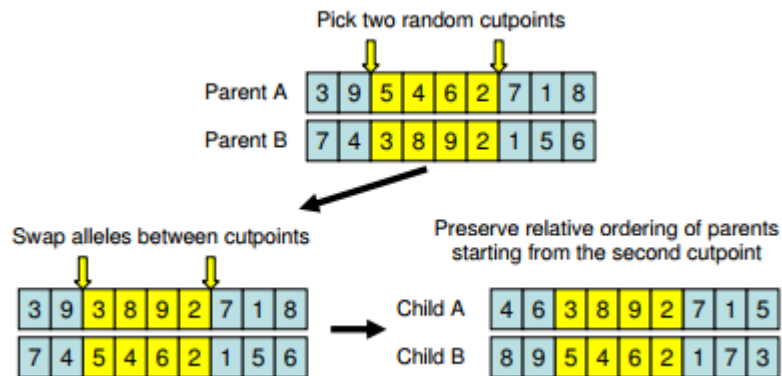 Pick two random cutpoints
Parent A 3 9 5 4 6 2 7 1 8
Parent B 7 4 3 8 9 2 1 5 6
Swap alleles between cutpoints
3 9 3 8 9 2 7 1 8
7 4 5 4 6 2 1 5 6
Preserve relative ordering of parents
starting from the second cutpoint
Child A 4 6 3 8 9 2 7 1 5
Child B 8 9 5 4 6 2 1 7 3